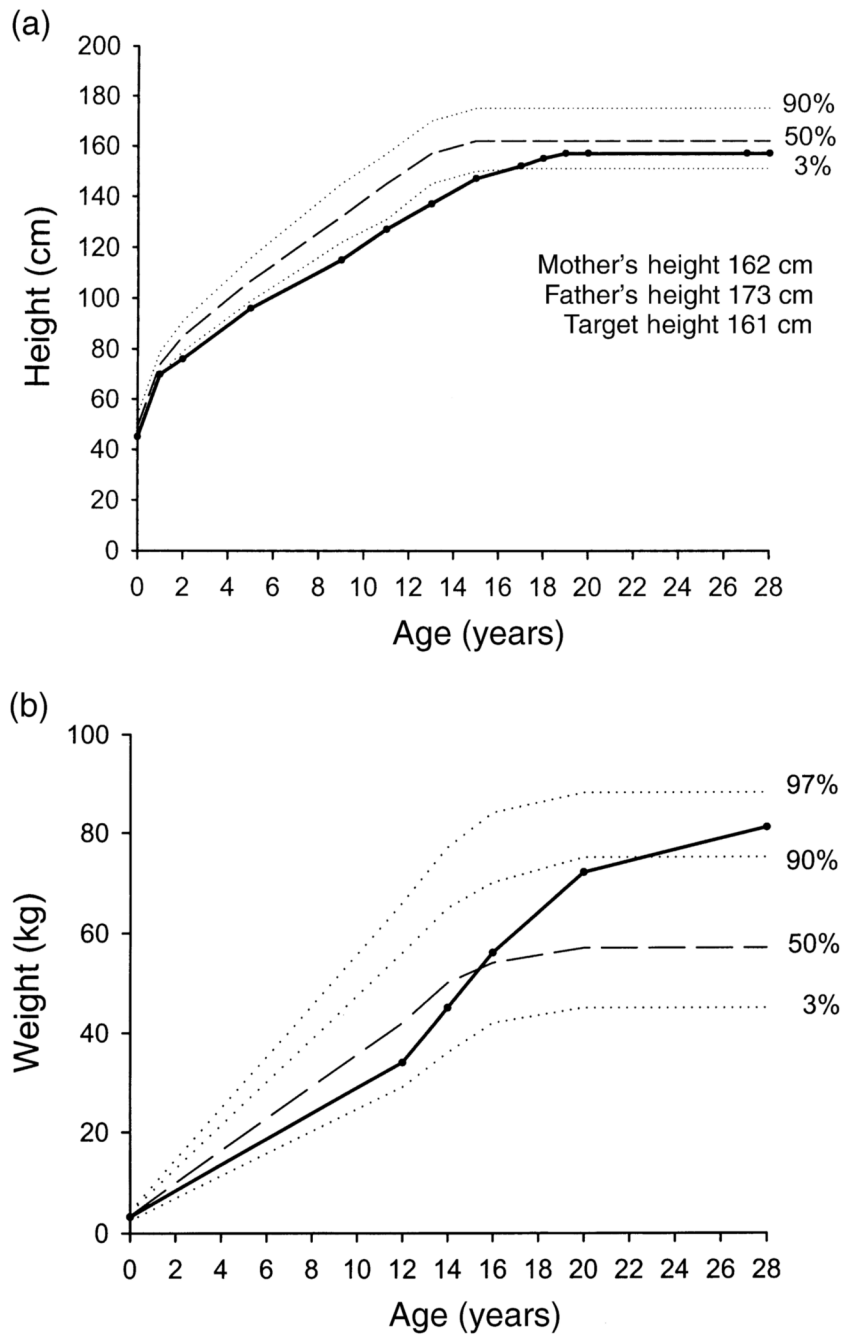 (a)
200
180
160
140
120
100
80
60
40
20
0
Height (cm)
90%
50%
3%
Mother's height 162 cm
Father's height 173 cm
Target height 161 cm
0 2 4 6 8 10 12 14 16 18 20 22 24 26 28
Age (years)
(b)
100
80
60
40
20
0
Weight (kg)
97%
90%
50%
3%
0 2 4 6 8 10 12 14 16 18 20 22 24 26 28
Age (years)